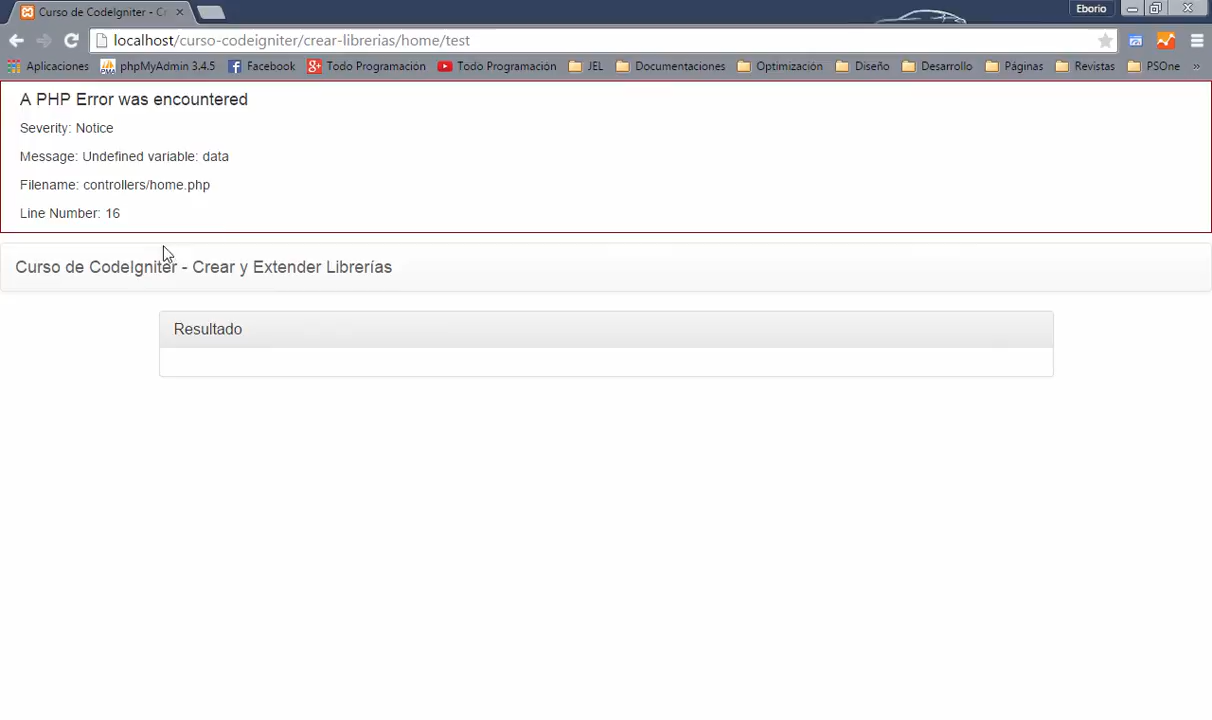 Curso de CodeIgniter - Cr
Eborio
localhost/curso-codeigniter/crear-librerias/home/test
Aplicaciones phpMyAdmin 3.4.5 Facebook Todo Programación Todo Programación JEL Documentaciones Optimización Diseño Desarrollo Páginas Revistas PSOne »
A PHP Error was encountered
Severity: Notice
Message: Undefined variable: data
Filename: controllers/home.php
Line Number: 16
Curso de CodeIgniter - Crear y Extender Librerías
Resultado